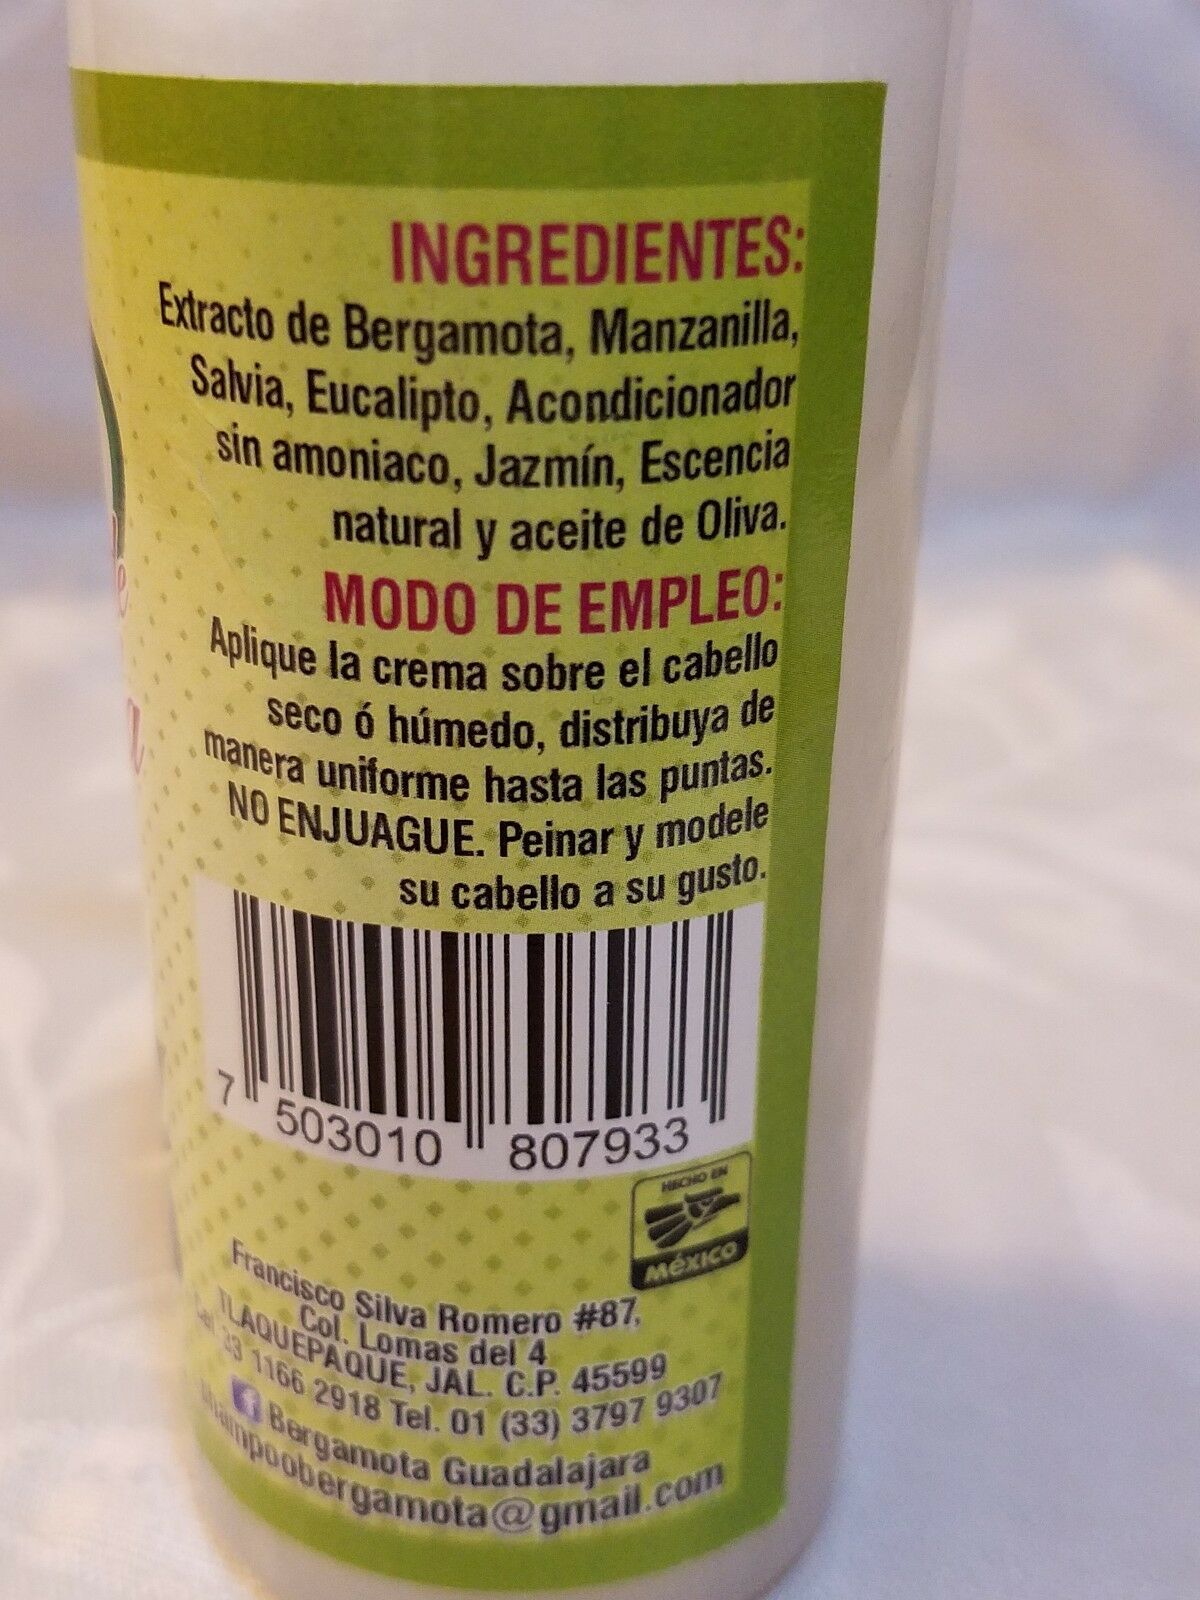 INGREDIENTES:
Extracto de Bergamota, Manzanilla,
Salvia, Eucalipto, Acondicionador
sin amoniaco, Jazmín, Escencia
natural y aceite de Oliva.
MODO DE EMPLEO:
Aplique la crema sobre el cabello
seco ó húmedo, distribuya de
manera uniforme hasta las puntas.
NO ENJUAGUE. Peinar y modele
su cabello a su gusto.
7 503010 807933
HECHO EN
MÉXICO
Francisco Silva Romero #87,
Col. Lomas del 4
TLAQUEPAQUE, JAL. C.P. 45599
33 1166 2918 Tel. 01 (33) 3797 9307
f Bergamota Guadalajara
shampoobergamota@gmail.com